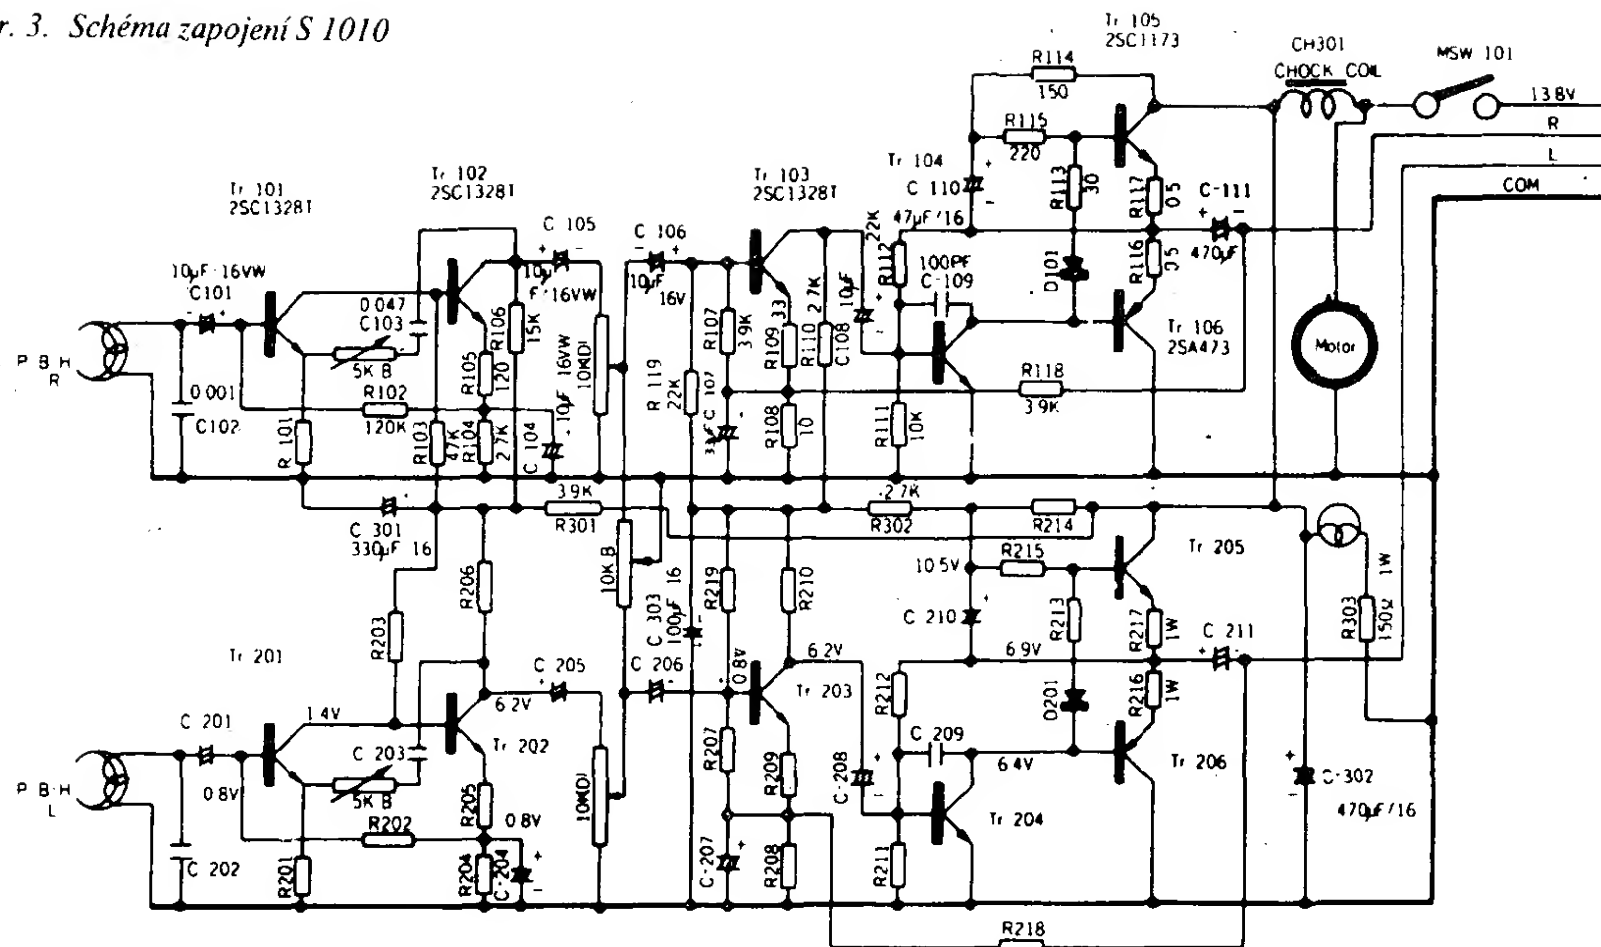 r. 3. Schéma zapojení S 1010
Tr 105
2SC1173
CH301
CHOCK COIL
MSW 101
13.8V
R
L
COM
R114
150
R115
220
R113
30
R117
0.5
C-111
470µF
R116
0.5
Tr 104
C 110
47µF/16
22K
R112
100PF
C-109
D101
Tr 106
2SA473
Motor
R118
3.9K
Tr 101
2SC1328T
Tr 102
2SC1328T
Tr 103
2SC1328T
10µF·16VW
C101
0.047
C103
5K B
C 105
10µ
F·16VW
C 106
10µF
16V
R106
15K
R105
120
R102
120K
R 101
R103
47K
R104
2.7K
C 104
10µF 16VW
10KD
R 119
22K
R107
3.9K
33µF C 107
R109
33
R110
2.7K
C108
10µF
R108
10
R111
10K
P B H
R
0.001
C102
C 301
330µF 16
3.9K
R301
2.7K
R302
R214
10KB
C 303
100µF 16
R206
R203
R219
R210
10.5V
R215
R213
C 210
6.9V
Tr 205
R217
1W
C 211
R216
1W
1W
R303
150Ω
Tr 201
C 201
1.4V
C 203
5K B
0.8V
R202
R201
C 202
P B·H
L
C 205
6.2V
Tr 202
R205
0.8V
R204
C-204
10KD
C 206
0.8V
6.2V
Tr 203
R207
R209
C-207
R208
C-208
R212
C 209
6.4V
D201
Tr 206
Tr 204
R211
C-302
470µF/16
R218